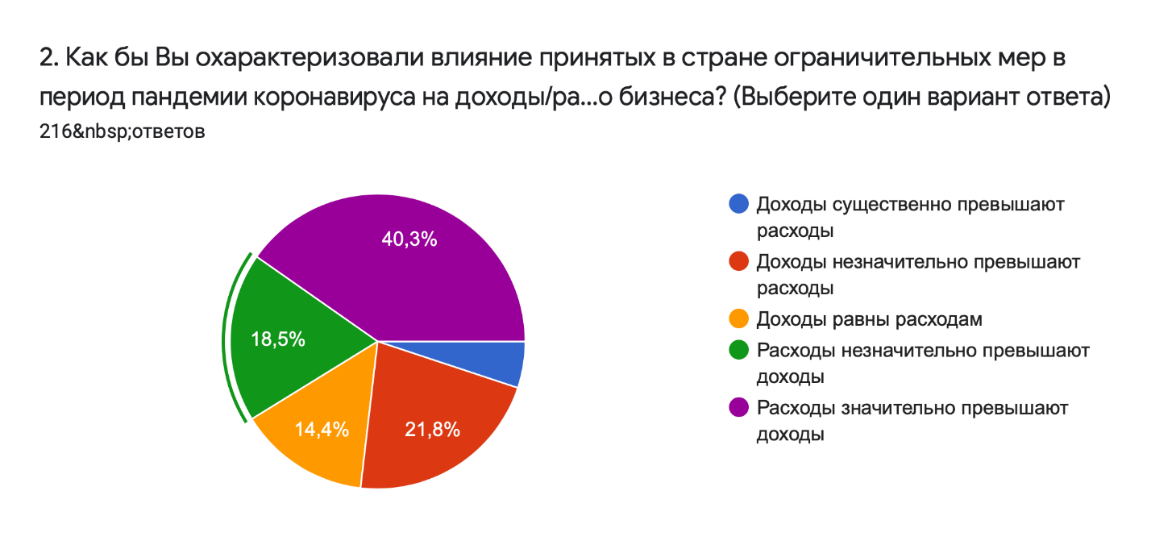 2. Как бы Вы охарактеризовали влияние принятых в стране ограничительных мер в
период пандемии коронавируса на доходы/ра...о бизнеса? (Выберите один вариант ответа)
216&nbsp;ответов
40,3%
18,5%
14,4%
21,8%
Доходы существенно превышают
расходы
Доходы незначительно превышают
расходы
Доходы равны расходам
Расходы незначительно превышают
доходы
Расходы значительно превышают
доходы